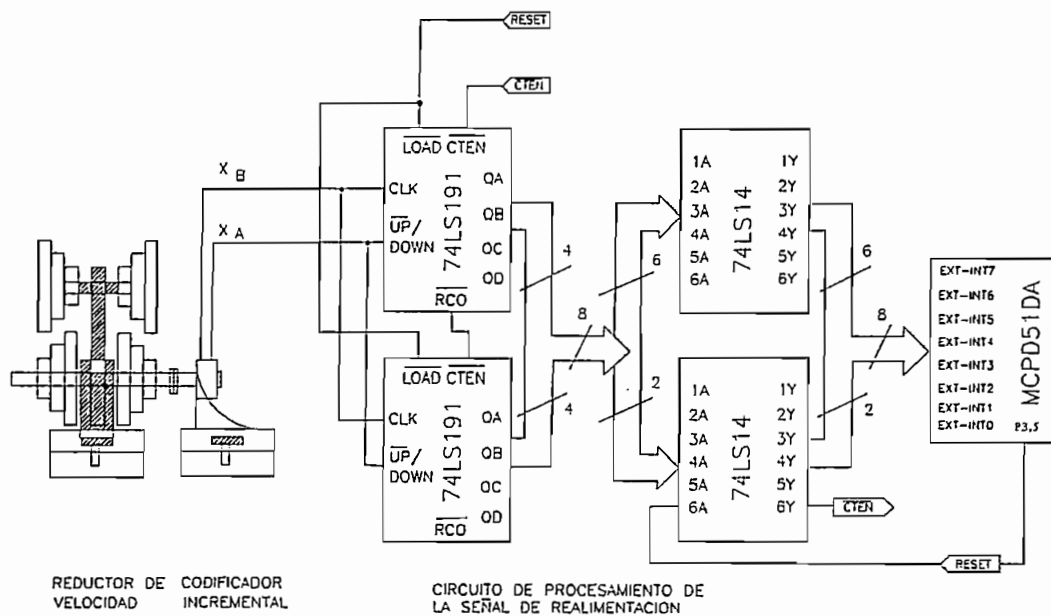 RESET
CTEN
LOAD CTEN
X B
CLK
QA
X A
UP/
DOWN
QB
QC
QD
74LS191
RCO
4
LOAD CTEN
CLK
QA
UP/
DOWN
QB
QC
QD
74LS191
RCO
4
8
6
2
1A 1Y
2A 2Y
3A 3Y
4A 4Y
5A 5Y
6A 6Y
74LS14
1A 1Y
2A 2Y
3A 3Y
4A 4Y
5A 5Y
6A 6Y
74LS14
6
2
8
CTEN
RESET
EXT-INT7
EXT-INT6
EXT-INT5
EXT-INT4
EXT-INT3
EXT-INT2
EXT-INT1
EXT-INT0 P3.5
MCPD51DA
REDUCTOR DE
VELOCIDAD
CODIFICADOR
INCREMENTAL
CIRCUITO DE PROCESAMIENTO DE
LA SEÑAL DE REALIMENTACION